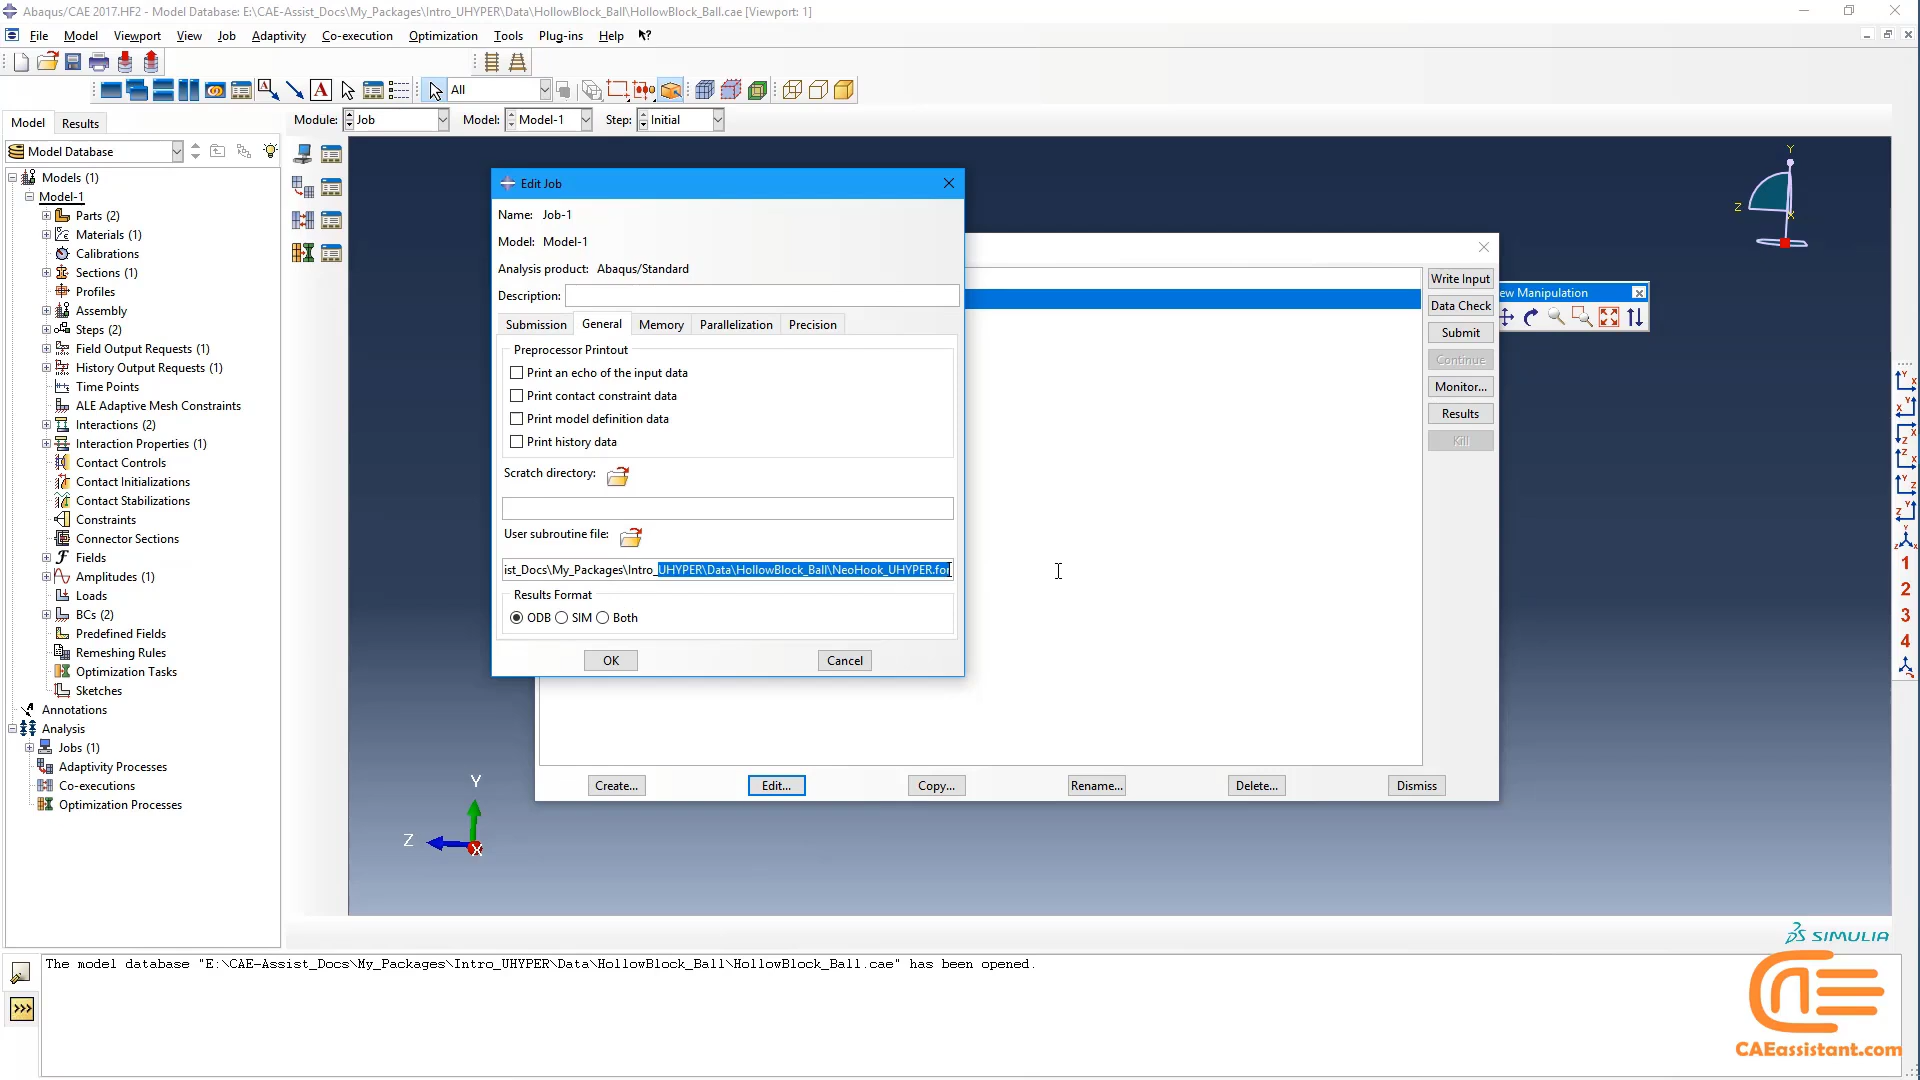 Abaqus/CAE 2017.HF2 - Model Database: E:\CAE-Assist_Docs\My_Packages\Intro_UHYPER\Data\HollowBlock_Ball\HollowBlock_Ball.cae [Viewport: 1]
File Model Viewport View Job Adaptivity Co-execution Optimization Tools Plug-ins Help
A All
Model Results
Module: Job Model: Model-1 Step: Initial
Model Database
Models (1)
Model-1
Parts (2)
Materials (1)
Calibrations
Sections (1)
Profiles
Assembly
Steps (2)
Field Output Requests (1)
History Output Requests (1)
Time Points
ALE Adaptive Mesh Constraints
Interactions (2)
Interaction Properties (1)
Contact Controls
Contact Initializations
Contact Stabilizations
Constraints
Connector Sections
Fields
Amplitudes (1)
Loads
BCs (2)
Predefined Fields
Remeshing Rules
Optimization Tasks
Sketches
Annotations
Analysis
Jobs (1)
Adaptivity Processes
Co-executions
Optimization Processes
Edit Job
Name: Job-1
Model: Model-1
Analysis product: Abaqus/Standard
Description:
Submission General Memory Parallelization Precision
Preprocessor Printout
Print an echo of the input data
Print contact constraint data
Print model definition data
Print history data
Scratch directory:
User subroutine file:
ist_Docs\My_Packages\Intro_UHYPER\Data\HollowBlock_Ball\NeoHook_UHYPER.for
Results Format
ODB SIM Both
OK Cancel
Write Input
Data Check
Submit
Continue
Monitor...
Results
Kill
Create... Edit... Copy... Rename... Delete... Dismiss
ew Manipulation
Y
Z
X
Y
Z
X
1
2
3
4
SIMULIA
The model database "E:\CAE-Assist_Docs\My_Packages\Intro_UHYPER\Data\HollowBlock_Ball\HollowBlock_Ball.cae" has been opened.
>>>
CAEassistant.com